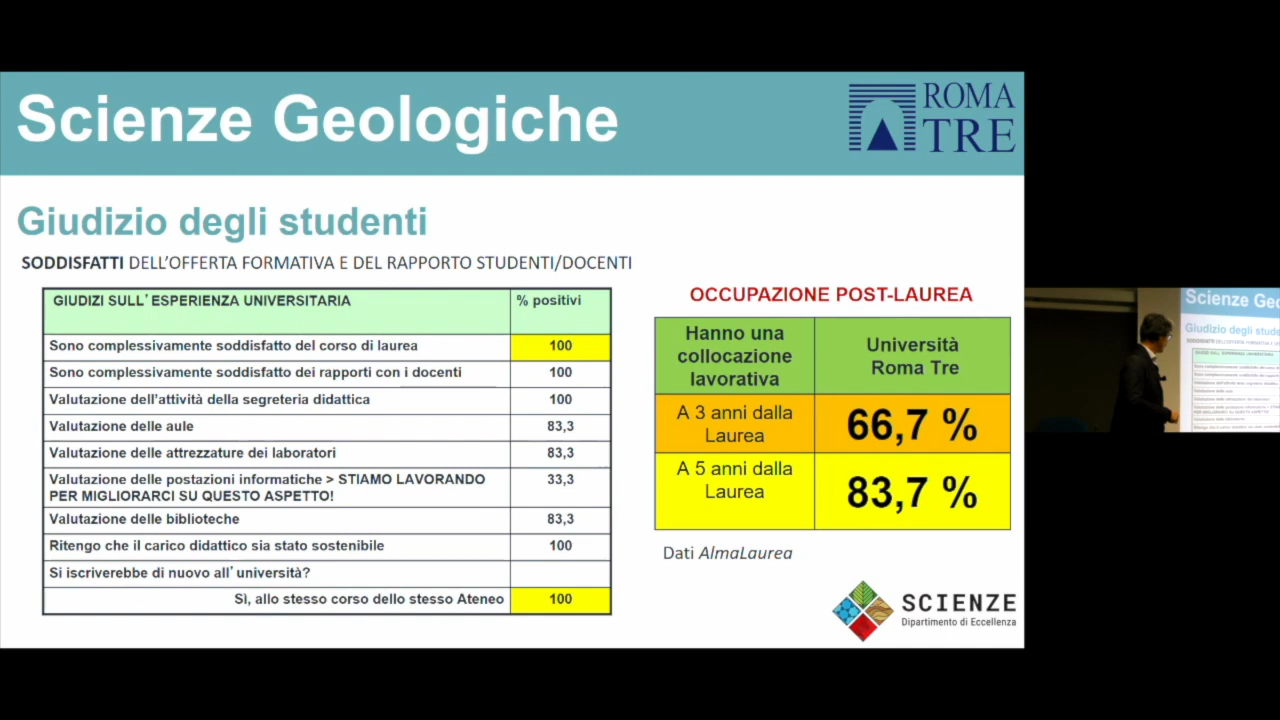 Scienze Geologiche
ROMA
TRE
Giudizio degli studenti
SODDISFATTI DELL'OFFERTA FORMATIVA E DEL RAPPORTO STUDENTI/DOCENTI
GIUDIZI SULL'ESPERIENZA UNIVERSITARIA % positivi
Sono complessivamente soddisfatto del corso di laurea 100
Sono complessivamente soddisfatto dei rapporti con i docenti 100
Valutazione dell'attività della segreteria didattica 100
Valutazione delle aule 83,3
Valutazione delle attrezzature dei laboratori 83,3
Valutazione delle postazioni informatiche > STIAMO LAVORANDO
PER MIGLIORARCI SU QUESTO ASPETTO! 33,3
Valutazione delle biblioteche 83,3
Ritengo che il carico didattico sia stato sostenibile 100
Si iscriverebbe di nuovo all'università?
Sì, allo stesso corso dello stesso Ateneo 100
OCCUPAZIONE POST-LAUREA
Hanno una
collocazione
lavorativa
Università
Roma Tre
A 3 anni dalla
Laurea
66,7 %
A 5 anni dalla
Laurea
83,7 %
Dati AlmaLaurea
SCIENZE
Dipartimento di Eccellenza
Scienze Geo
Giudizio degli stude